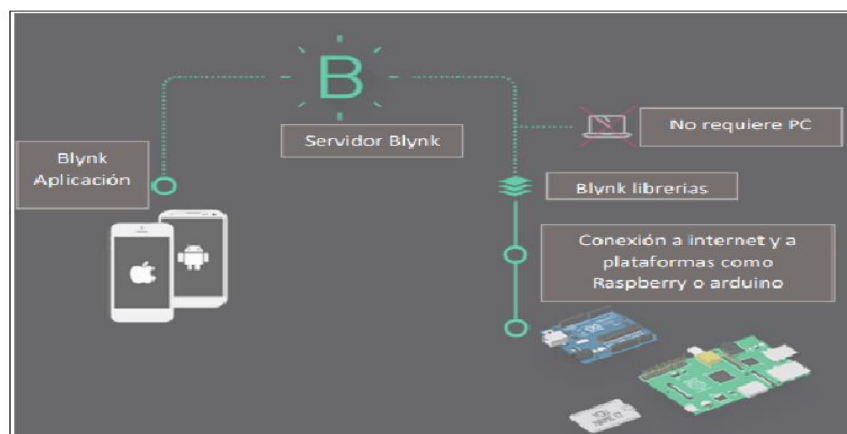 B
Servidor Blynk
No requiere PC
Blynk
Aplicación
Blynk librerias
Conexión a internet y a
plataformas como
Raspberry o arduino